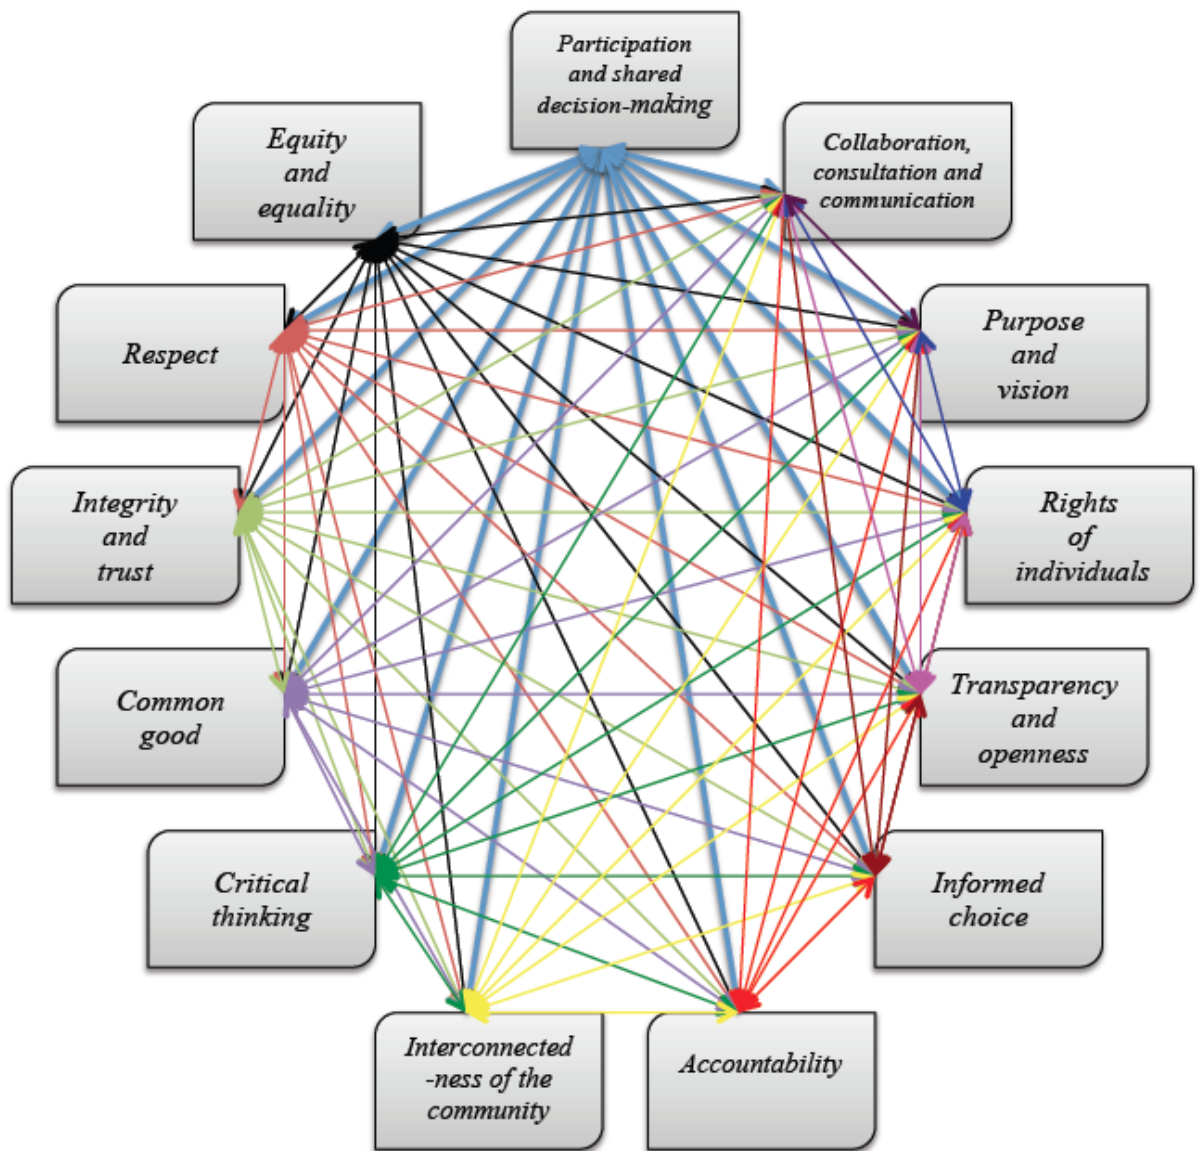 Participation
and shared
decision-making
Equity
and
equality
Collaboration,
consultation and
communication
Respect
Purpose
and
vision
Integrity
and
trust
Rights
of
individuals
Common
good
Transparency
and
openness
Critical
thinking
Informed
choice
Interconnected
-ness of the
community
Accountability